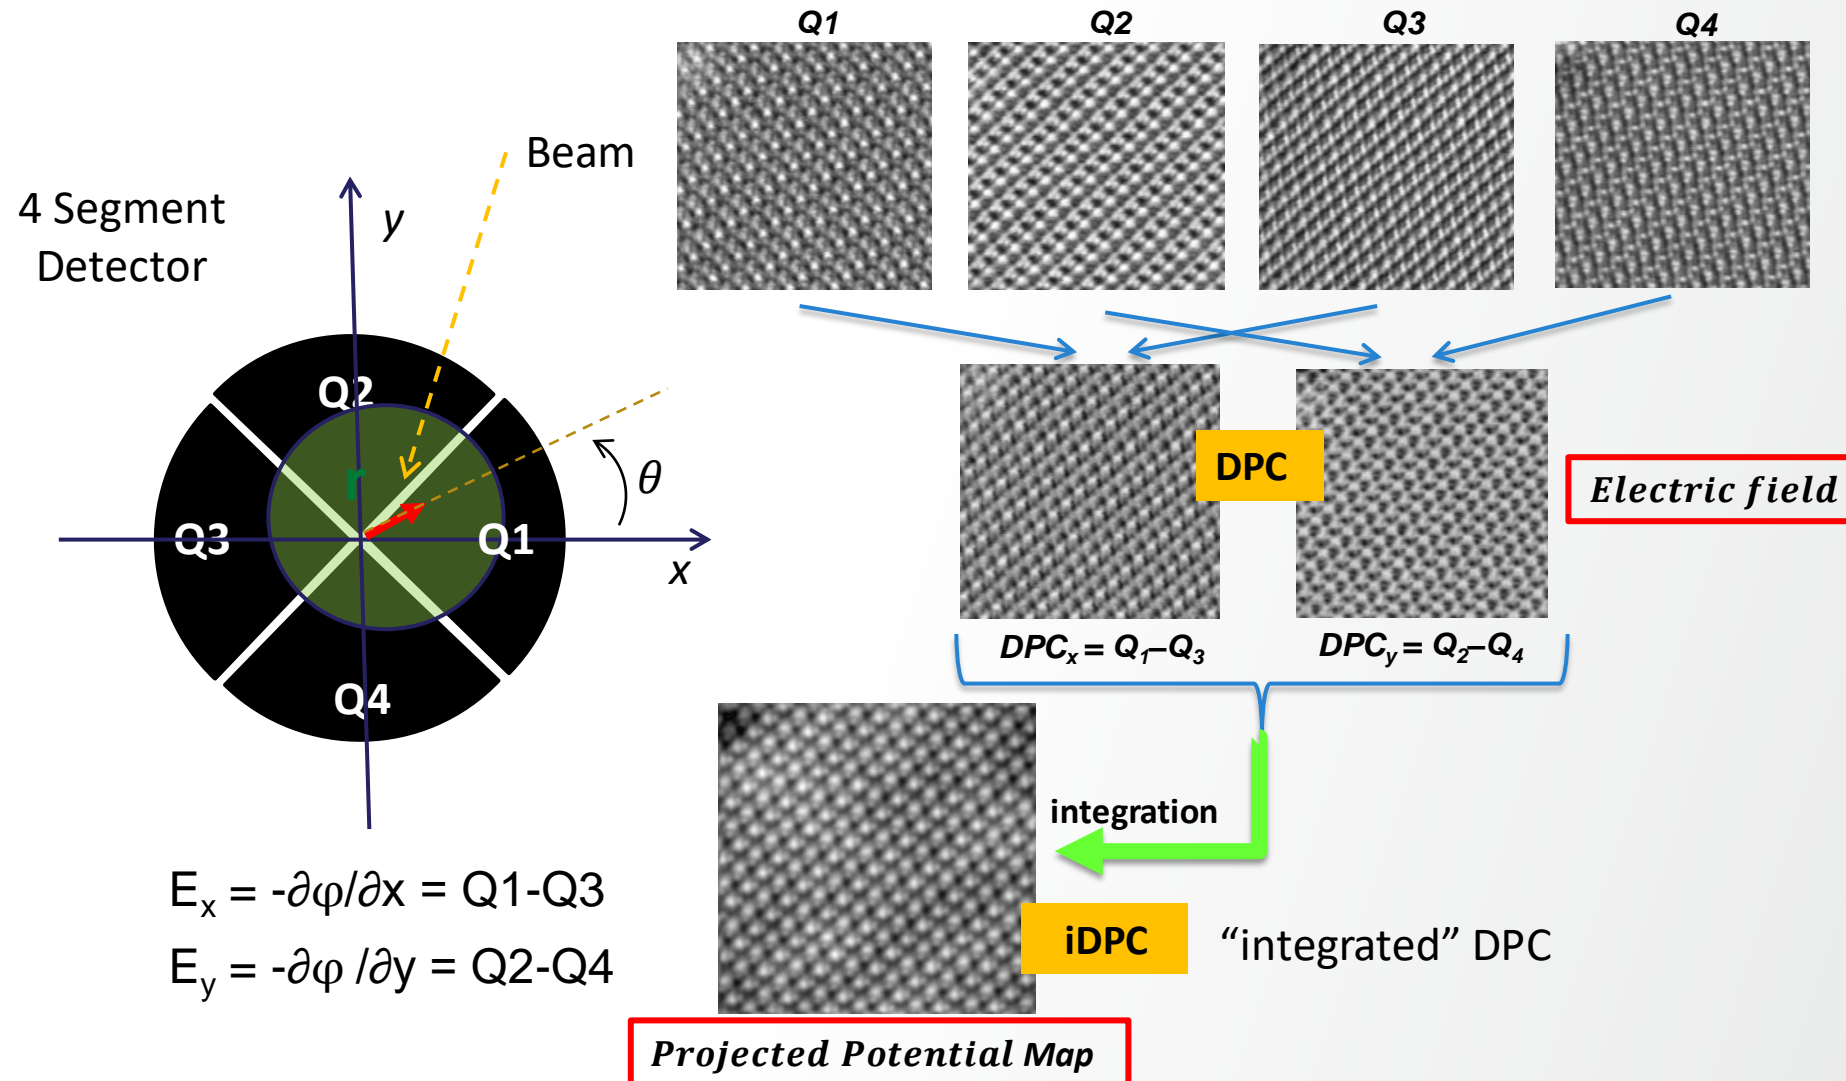 Q1
Q2
Q3
Q4
Beam
4 Segment
Detector
y
Q2
r
θ
Q3
Q1
x
Q4
DPC
Electric field
DPCx = Q1–Q3
DPCy = Q2–Q4
integration
iDPC
“integrated” DPC
Ex = -∂φ/∂x = Q1-Q3
Ey = -∂φ /∂y = Q2-Q4
Projected Potential Map